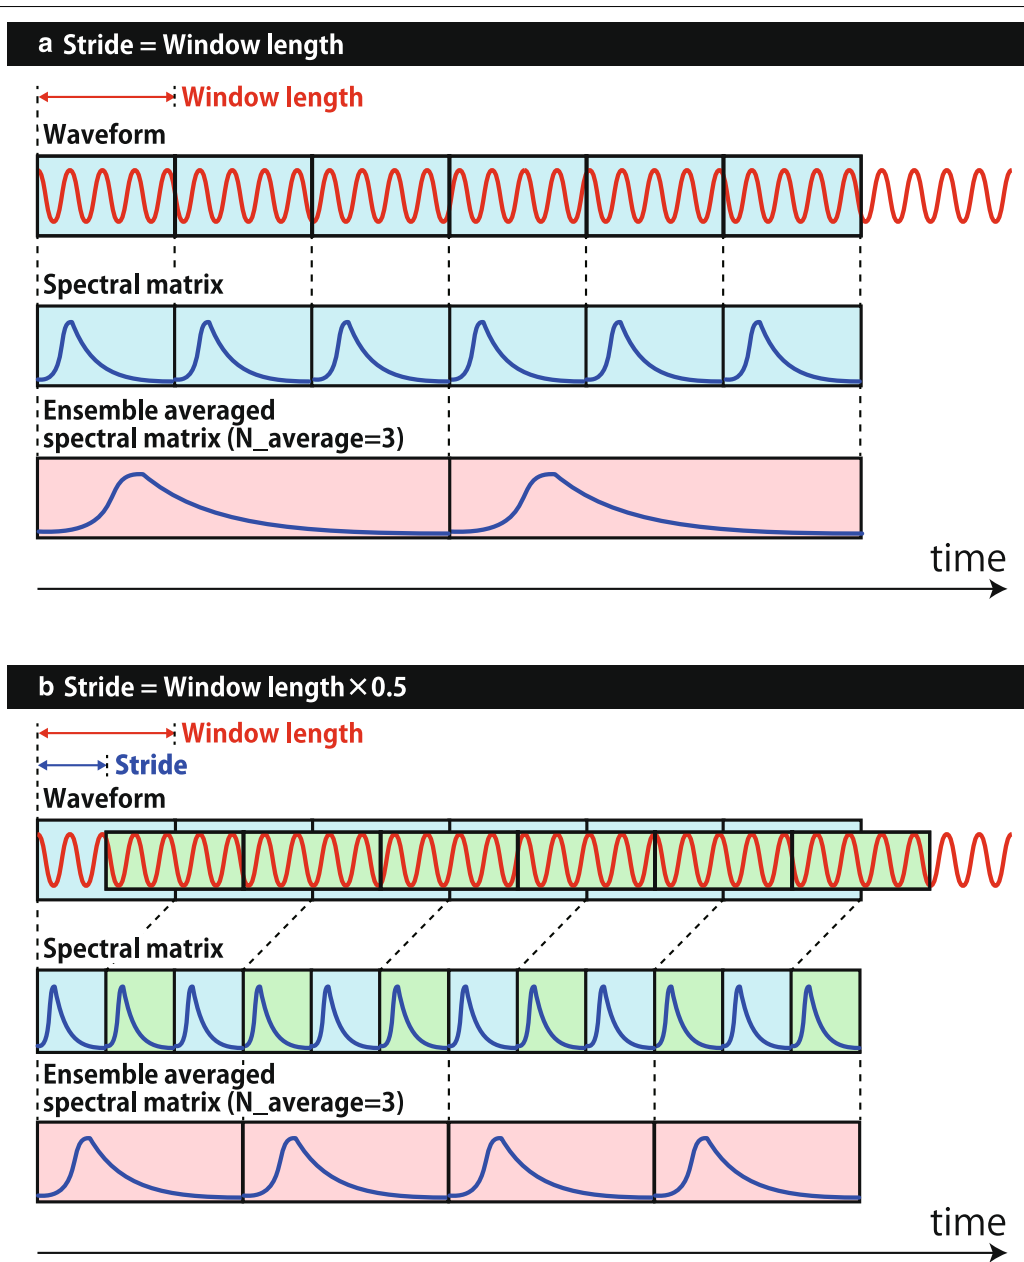 a Stride = Window length
Window length
Waveform
Spectral matrix
Ensemble averaged
spectral matrix (N_average=3)
time
b Stride = Window length×0.5
Window length
Stride
Waveform
Spectral matrix
Ensemble averaged
spectral matrix (N_average=3)
time